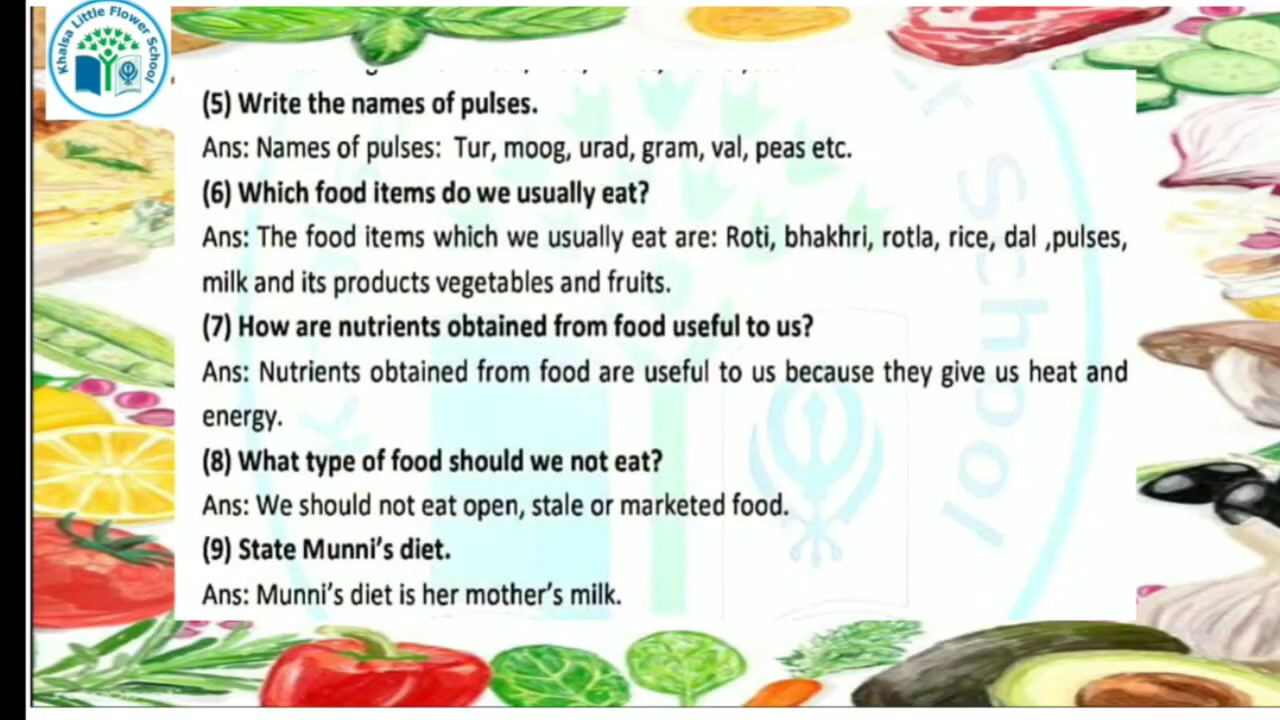 Khalsa Little Flower School
(5) Write the names of pulses.
Ans: Names of pulses: Tur, moog, urad, gram, val, peas etc.
(6) Which food items do we usually eat?
Ans: The food items which we usually eat are: Roti, bhakhri, rotla, rice, dal ,pulses,
milk and its products vegetables and fruits.
(7) How are nutrients obtained from food useful to us?
Ans: Nutrients obtained from food are useful to us because they give us heat and
energy.
(8) What type of food should we not eat?
Ans: We should not eat open, stale or marketed food.
(9) State Munni's diet.
Ans: Munni's diet is her mother's milk.
School